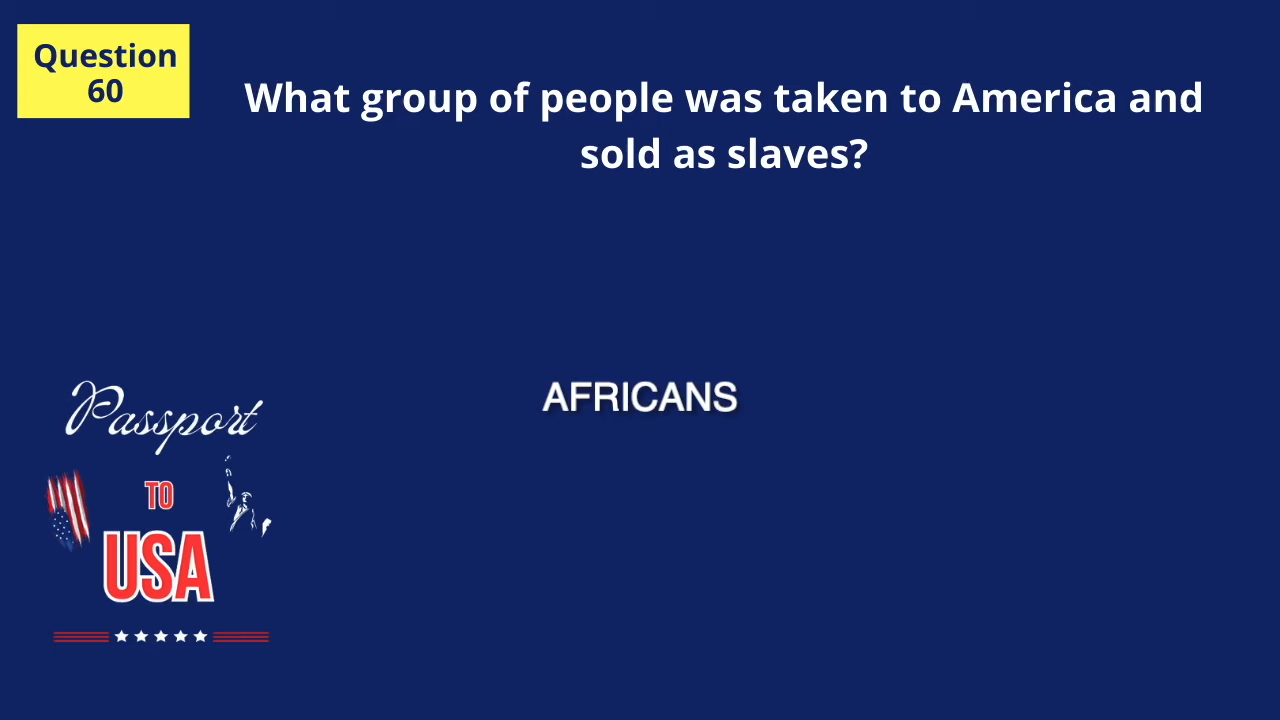 Question
60
What group of people was taken to America and
sold as slaves?
AFRICANS
Passport
TO
USA